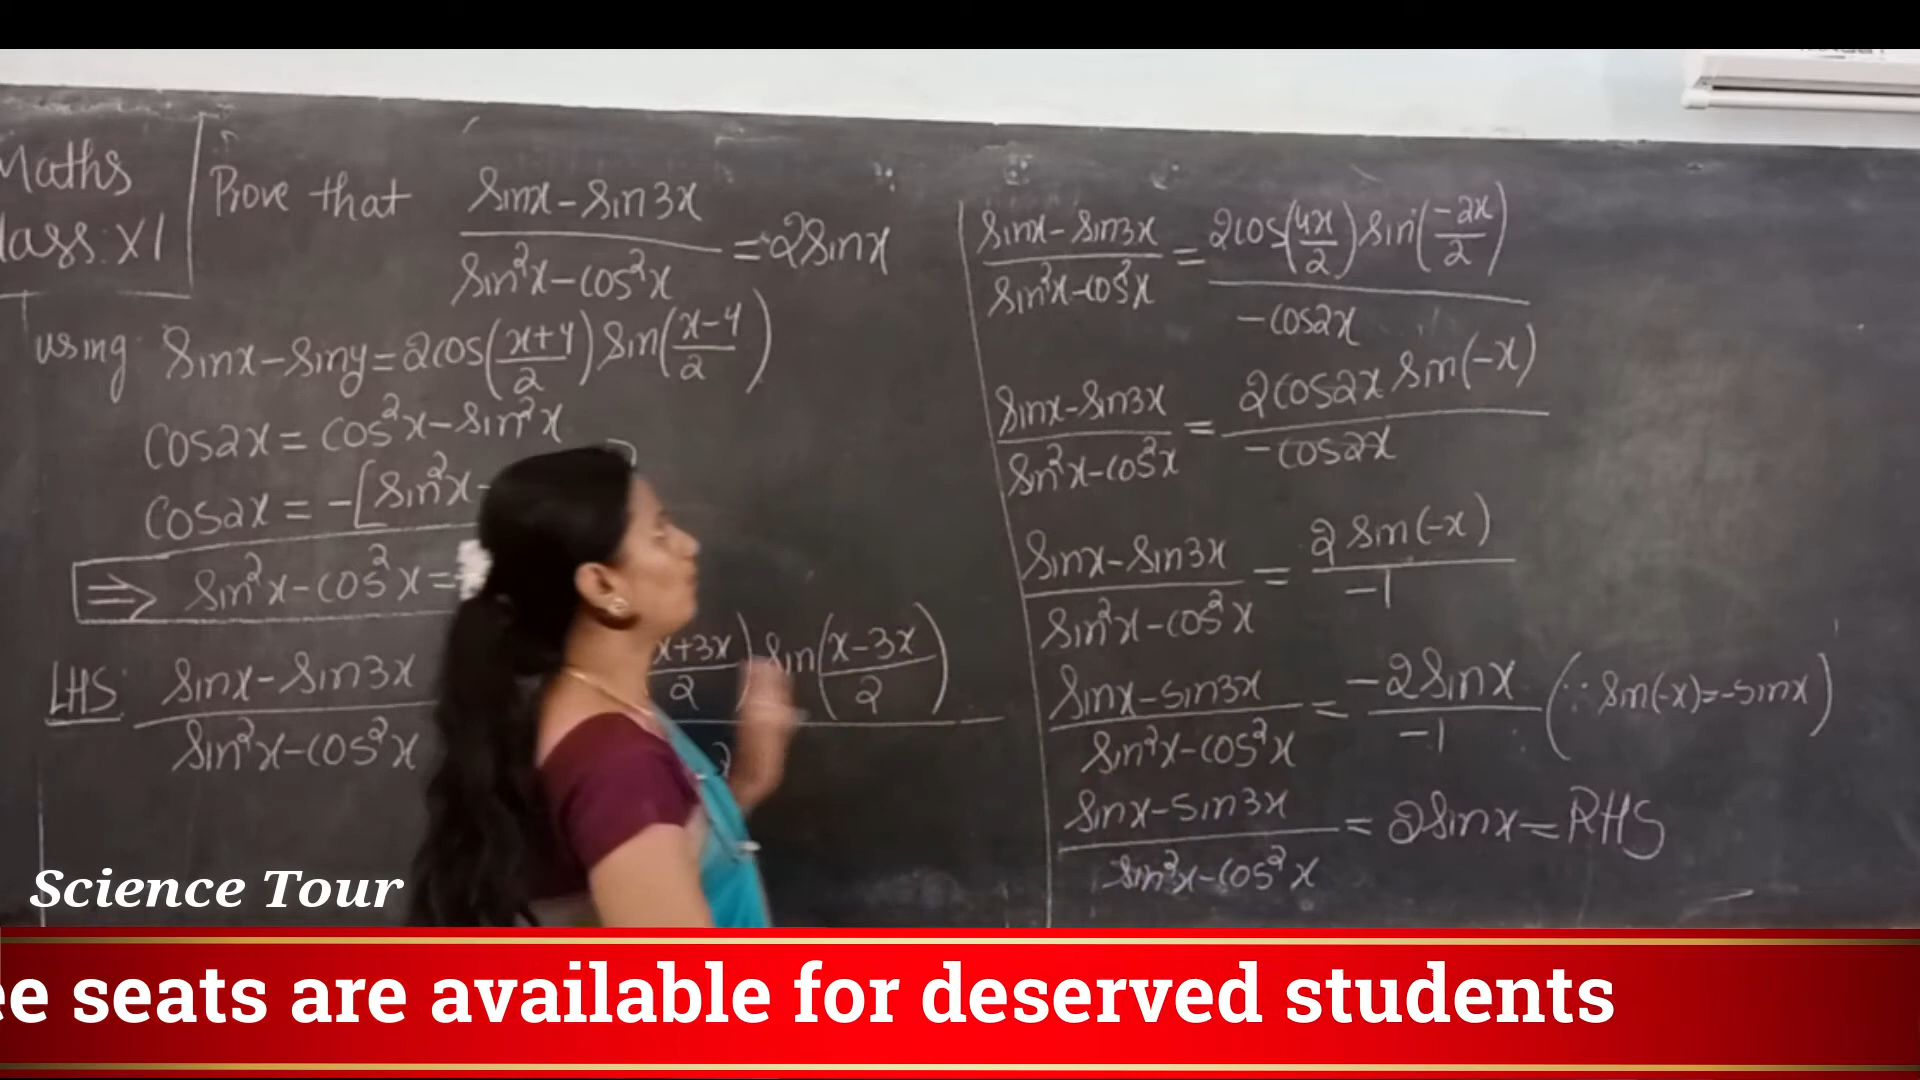 Maths
lass: XI
Prove that (sinx-sin3x)/(sin²x-cos²x) = 2sinx
using: sinx-siny=2cos((x+y)/2)sin((x-y)/2)
cos2x = cos²x-sin²x
cos2x = -[sin²x-
⇒ sin²x-cos²x=
LHS: (sinx-sin3x)/(sin²x-cos²x) x+3x/2) sin((x-3x)/2)
(sinx-sin3x)/(sin²x-cos²x) = (2cos(4x/2)sin(-2x/2))/(-cos2x)
(sinx-sin3x)/(sin²x-cos²x) = (2cos2x sin(-x))/(-cos2x)
(sinx-sin3x)/(sin²x-cos²x) = (2 sin(-x))/(-1)
(sinx-sin3x)/(sin²x-cos²x) = (-2sinx)/(-1) (∵ sin(-x)=-sinx)
(sinx-sin3x)/(sin²x-cos²x) = 2sinx=RHS
Science Tour
ee seats are available for deserved students